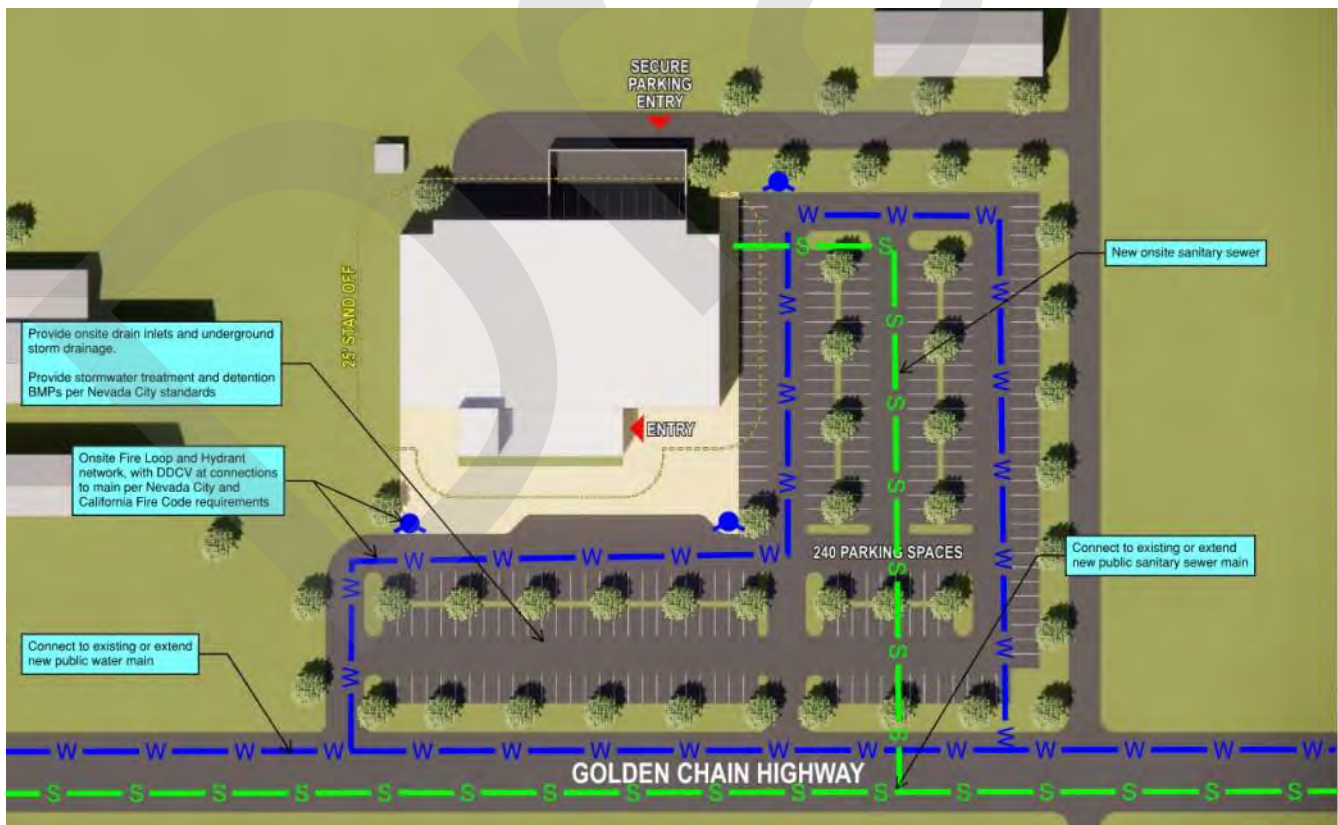 SECURE
PARKING
ENTRY
25' STAND OFF
New onsite sanitary sewer
Provide onsite drain inlets and underground
storm drainage.
Provide stormwater treatment and detention
BMPs per Nevada City standards
ENTRY
Onsite Fire Loop and Hydrant
network, with DDCV at connections
to main per Nevada City and
California Fire Code requirements
240 PARKING SPACES
Connect to existing or extend
new public sanitary sewer main
Connect to existing or extend
new public water main
W W W
S S
W W W W W
W W W W W W
W W
W W
S S S S S
W W W W W W W W W W W W W W W
GOLDEN CHAIN HIGHWAY
S S S S S S S S S S S S S S S